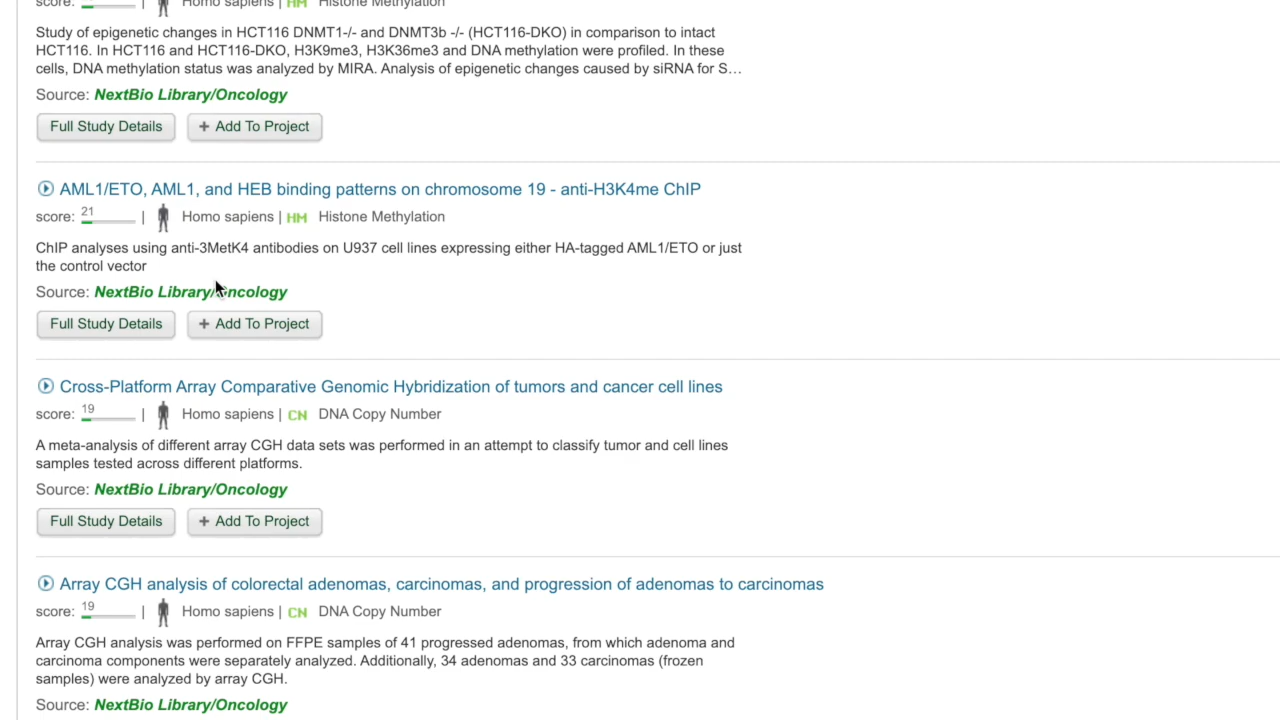 score: | Homo sapiens | HM Histone Methylation
Study of epigenetic changes in HCT116 DNMT1-/- and DNMT3b -/- (HCT116-DKO) in comparison to intact
HCT116. In HCT116 and HCT116-DKO, H3K9me3, H3K36me3 and DNA methylation were profiled. In these
cells, DNA methylation status was analyzed by MIRA. Analysis of epigenetic changes caused by siRNA for S…
Source: NextBio Library/Oncology
Full Study Details + Add To Project
AML1/ETO, AML1, and HEB binding patterns on chromosome 19 - anti-H3K4me ChIP
score: 21 | Homo sapiens | HM Histone Methylation
ChIP analyses using anti-3MetK4 antibodies on U937 cell lines expressing either HA-tagged AML1/ETO or just
the control vector
Source: NextBio Library/Oncology
Full Study Details + Add To Project
Cross-Platform Array Comparative Genomic Hybridization of tumors and cancer cell lines
score: 19 | Homo sapiens | CN DNA Copy Number
A meta-analysis of different array CGH data sets was performed in an attempt to classify tumor and cell lines
samples tested across different platforms.
Source: NextBio Library/Oncology
Full Study Details + Add To Project
Array CGH analysis of colorectal adenomas, carcinomas, and progression of adenomas to carcinomas
score: 19 | Homo sapiens | CN DNA Copy Number
Array CGH analysis was performed on FFPE samples of 41 progressed adenomas, from which adenoma and
carcinoma components were separately analyzed. Additionally, 34 adenomas and 33 carcinomas (frozen
samples) were analyzed by array CGH.
Source: NextBio Library/Oncology